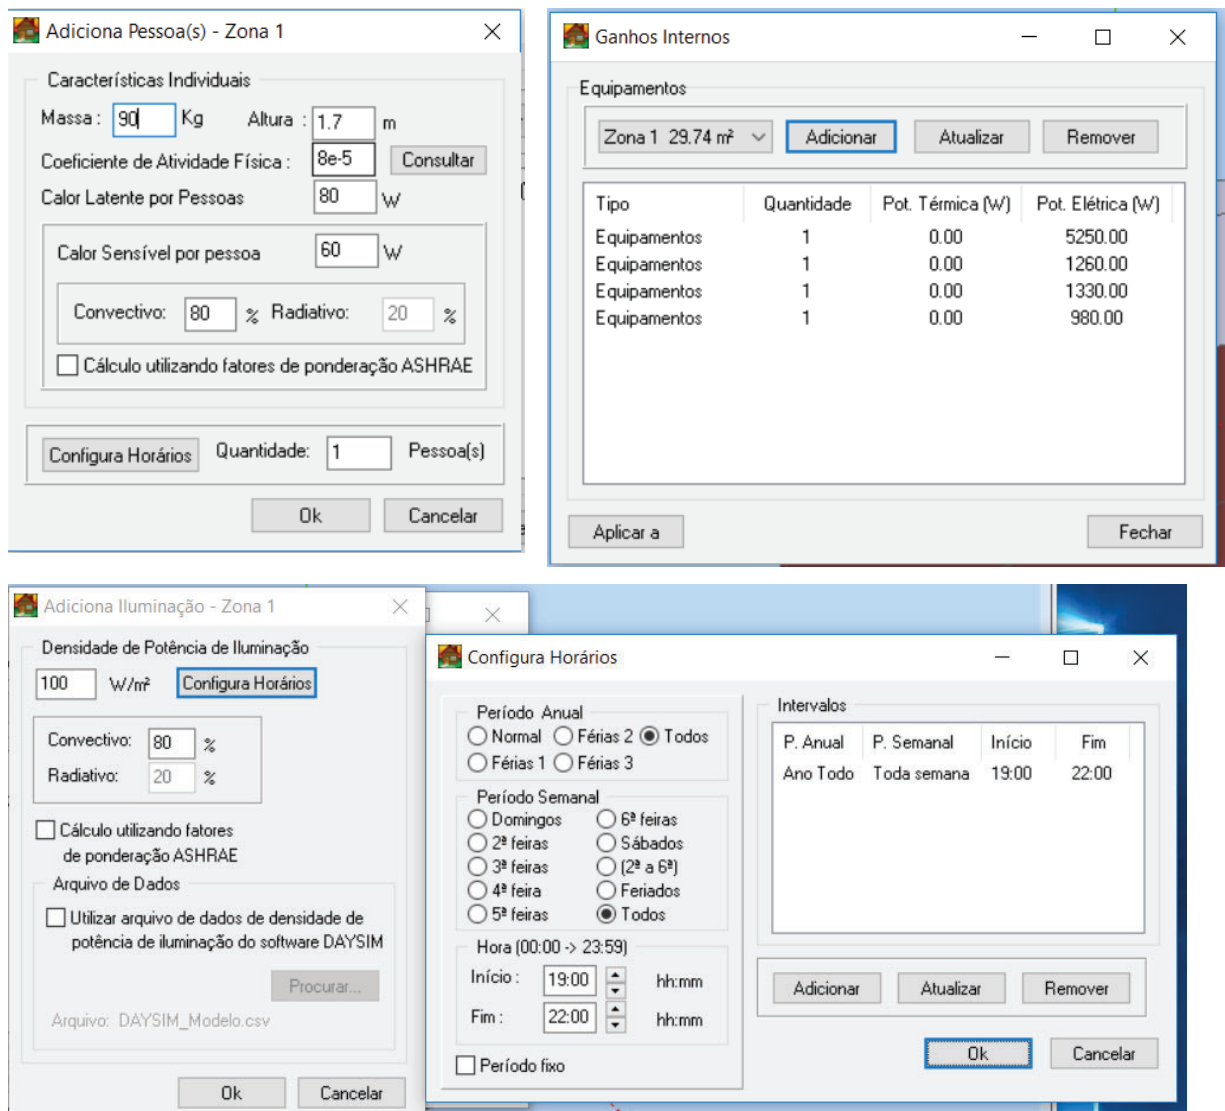 Adiciona Pessoa(s) - Zona 1
Características Individuais
Massa : 90 Kg Altura : 1.7 m
Coeficiente de Atividade Física : 8e-5 Consultar
Calor Latente por Pessoas 80 W
Calor Sensível por pessoa 60 W
Convectivo: 80 % Radiativo: 20 %
Cálculo utilizando fatores de ponderação ASHRAE
Configura Horários Quantidade: 1 Pessoa(s)
Ok Cancelar
Ganhos Internos
Equipamentos
Zona 1 29.74 m² Adicionar Atualizar Remover
Tipo Quantidade Pot. Térmica (W) Pot. Elétrica (W)
Equipamentos 1 0.00 5250.00
Equipamentos 1 0.00 1260.00
Equipamentos 1 0.00 1330.00
Equipamentos 1 0.00 980.00
Aplicar a Fechar
Adiciona Iluminação - Zona 1
Densidade de Potência de Iluminação
100 W/m² Configura Horários
Convectivo: 80 %
Radiativo: 20 %
Cálculo utilizando fatores
de ponderação ASHRAE
Arquivo de Dados
Utilizar arquivo de dados de densidade de
potência de iluminação do software DAYSIM
Procurar...
Arquivo: DAYSIM_Modelo.csv
Ok Cancelar
Configura Horários
Período Anual
Normal Férias 2 Todos
Férias 1 Férias 3
Período Semanal
Domingos 6ª feiras
2ª feiras Sábados
3ª feiras (2ª a 6ª)
4ª feira Feriados
5ª feiras Todos
Hora (00:00 -> 23:59)
Início : 19:00 hh:mm
Fim : 22:00 hh:mm
Período fixo
Intervalos
P. Anual P. Semanal Início Fim
Ano Todo Toda semana 19:00 22:00
Adicionar Atualizar Remover
Ok Cancelar